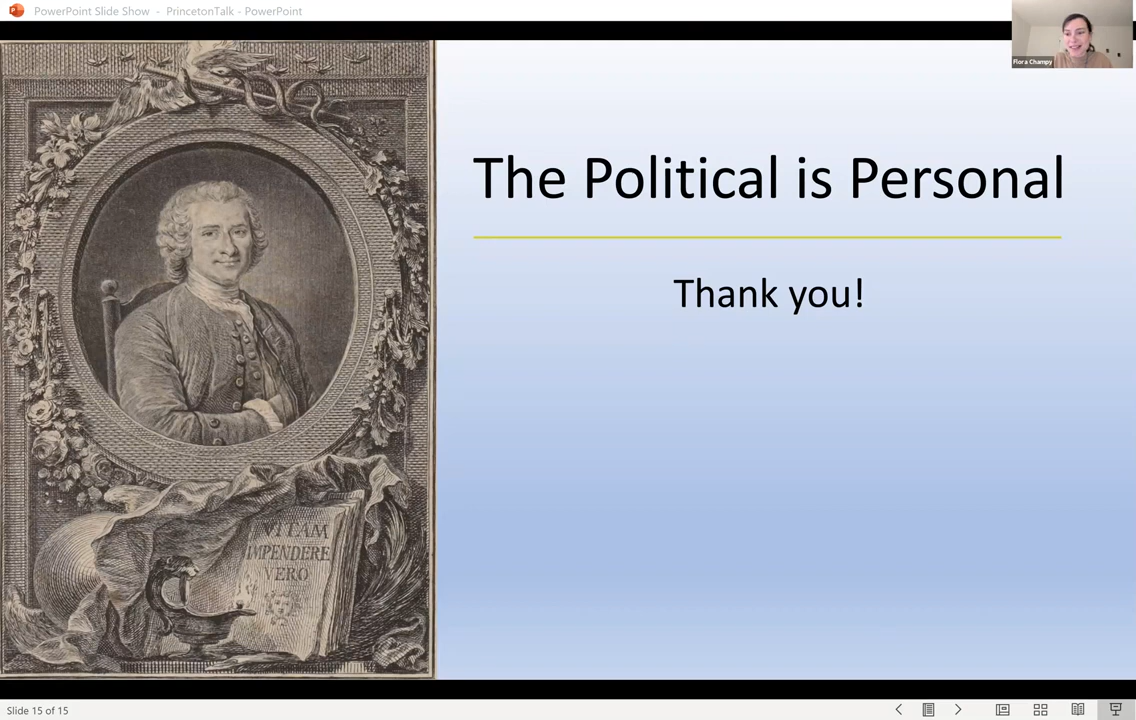 PowerPoint Slide Show - PrincetonTalk - PowerPoint
Flora Champy
The Political is Personal
Thank you!
VITAM
IMPENDERE
VERO
Slide 15 of 15